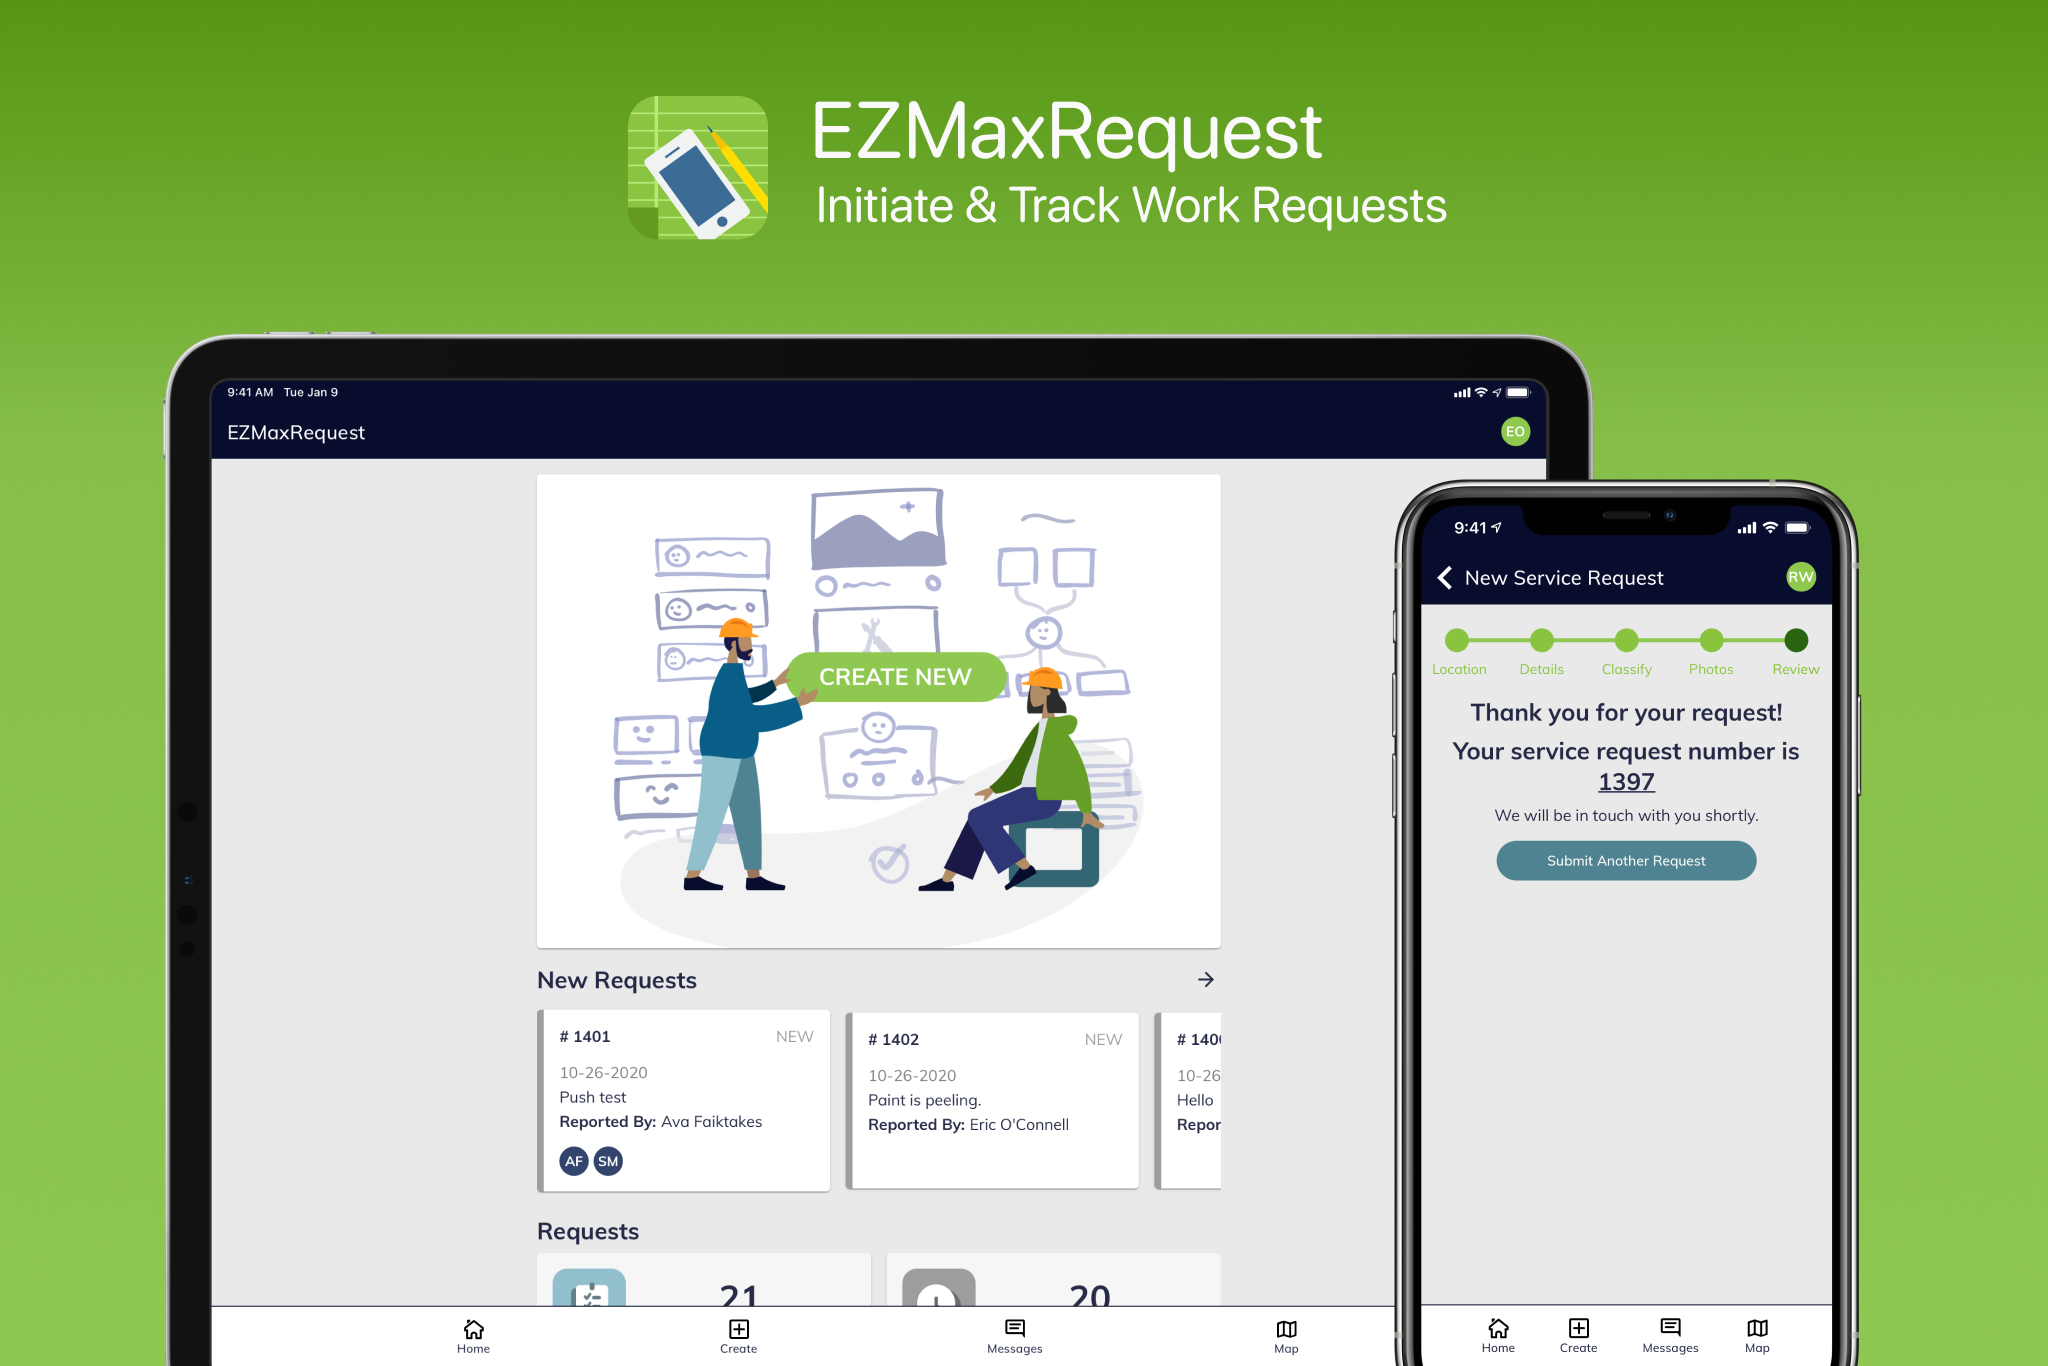 EZMaxRequest
Initiate & Track Work Requests
9:41 AM Tue Jan 9
EZMaxRequest
EO
CREATE NEW
New Requests
# 1401 NEW
10-26-2020
Push test
Reported By: Ava Faiktakes
AF SM
# 1402 NEW
10-26-2020
Paint is peeling.
Reported By: Eric O'Connell
# 140
10-26
Hello
Repor
Requests
21
20
Home Create Messages Map
9:41
New Service Request
RW
Location Details Classify Photos Review
Thank you for your request!
Your service request number is
1397
We will be in touch with you shortly.
Submit Another Request
Home Create Messages Map